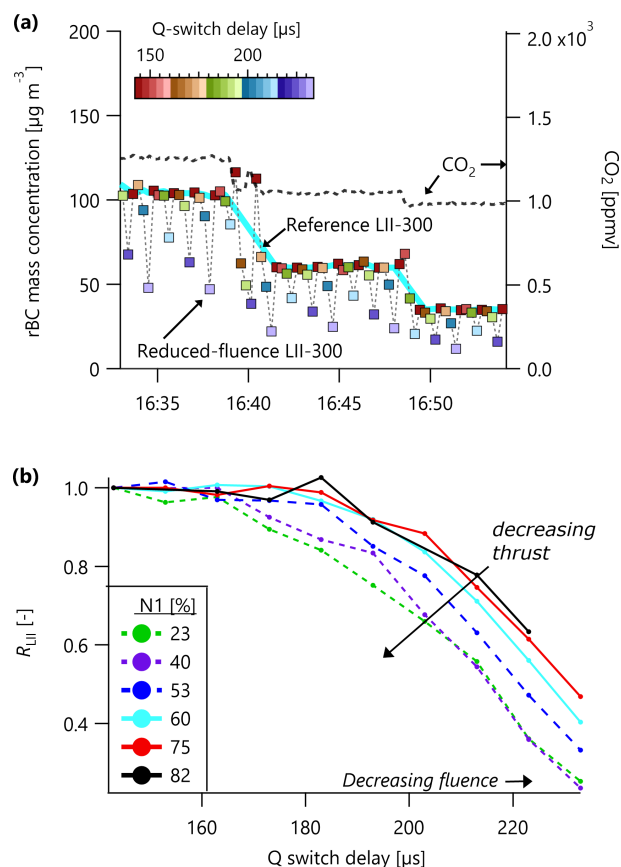 (a)
Q-switch delay [µs]
150 200
200
150
100
50
0
rBC mass concentration [µg m⁻³]
2.0 x10³
1.5
1.0
0.5
0.0
CO₂ [ppmv]
CO₂
Reference LII-300
Reduced-fluence LII-300
16:35 16:40 16:45 16:50
(b)
1.0
0.8
0.6
0.4
R_LII [-]
decreasing
thrust
N1 [%]
23
40
53
60
75
82
Decreasing fluence
160 180 200 220
Q switch delay [µs]